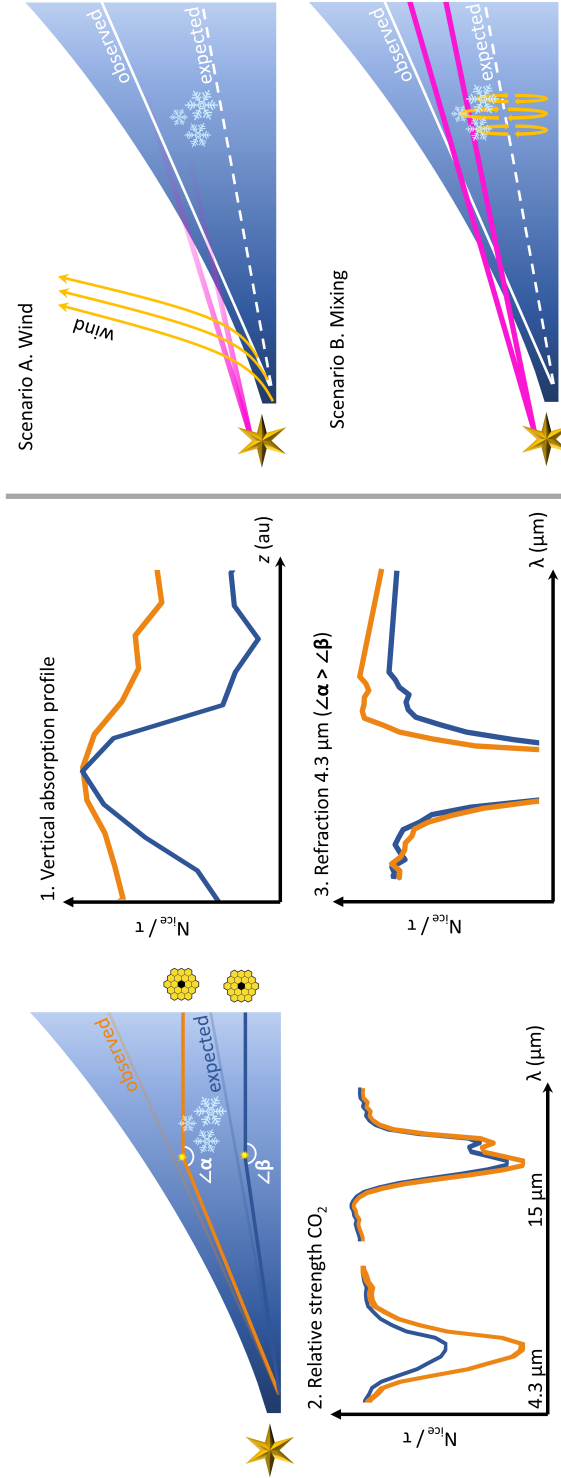 observed
expected
∠α
∠β
1. Vertical absorption profile
N_ice / τ
z (au)
2. Relative strength CO₂
N_ice / τ
4.3 µm
15 µm
λ (µm)
3. Refraction 4.3 µm (∠α > ∠β)
N_ice / τ
λ (µm)
Scenario A. Wind
wind
observed
expected
Scenario B. Mixing
observed
expected